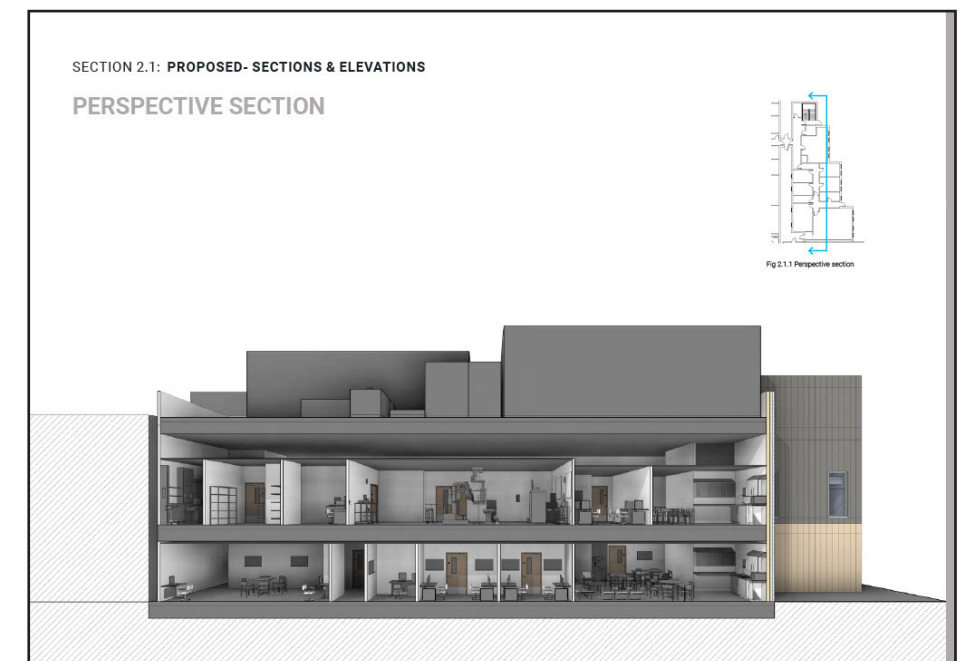 SECTION 2.1: PROPOSED- SECTIONS & ELEVATIONS
PERSPECTIVE SECTION
Fig 2.1.1 Perspective section